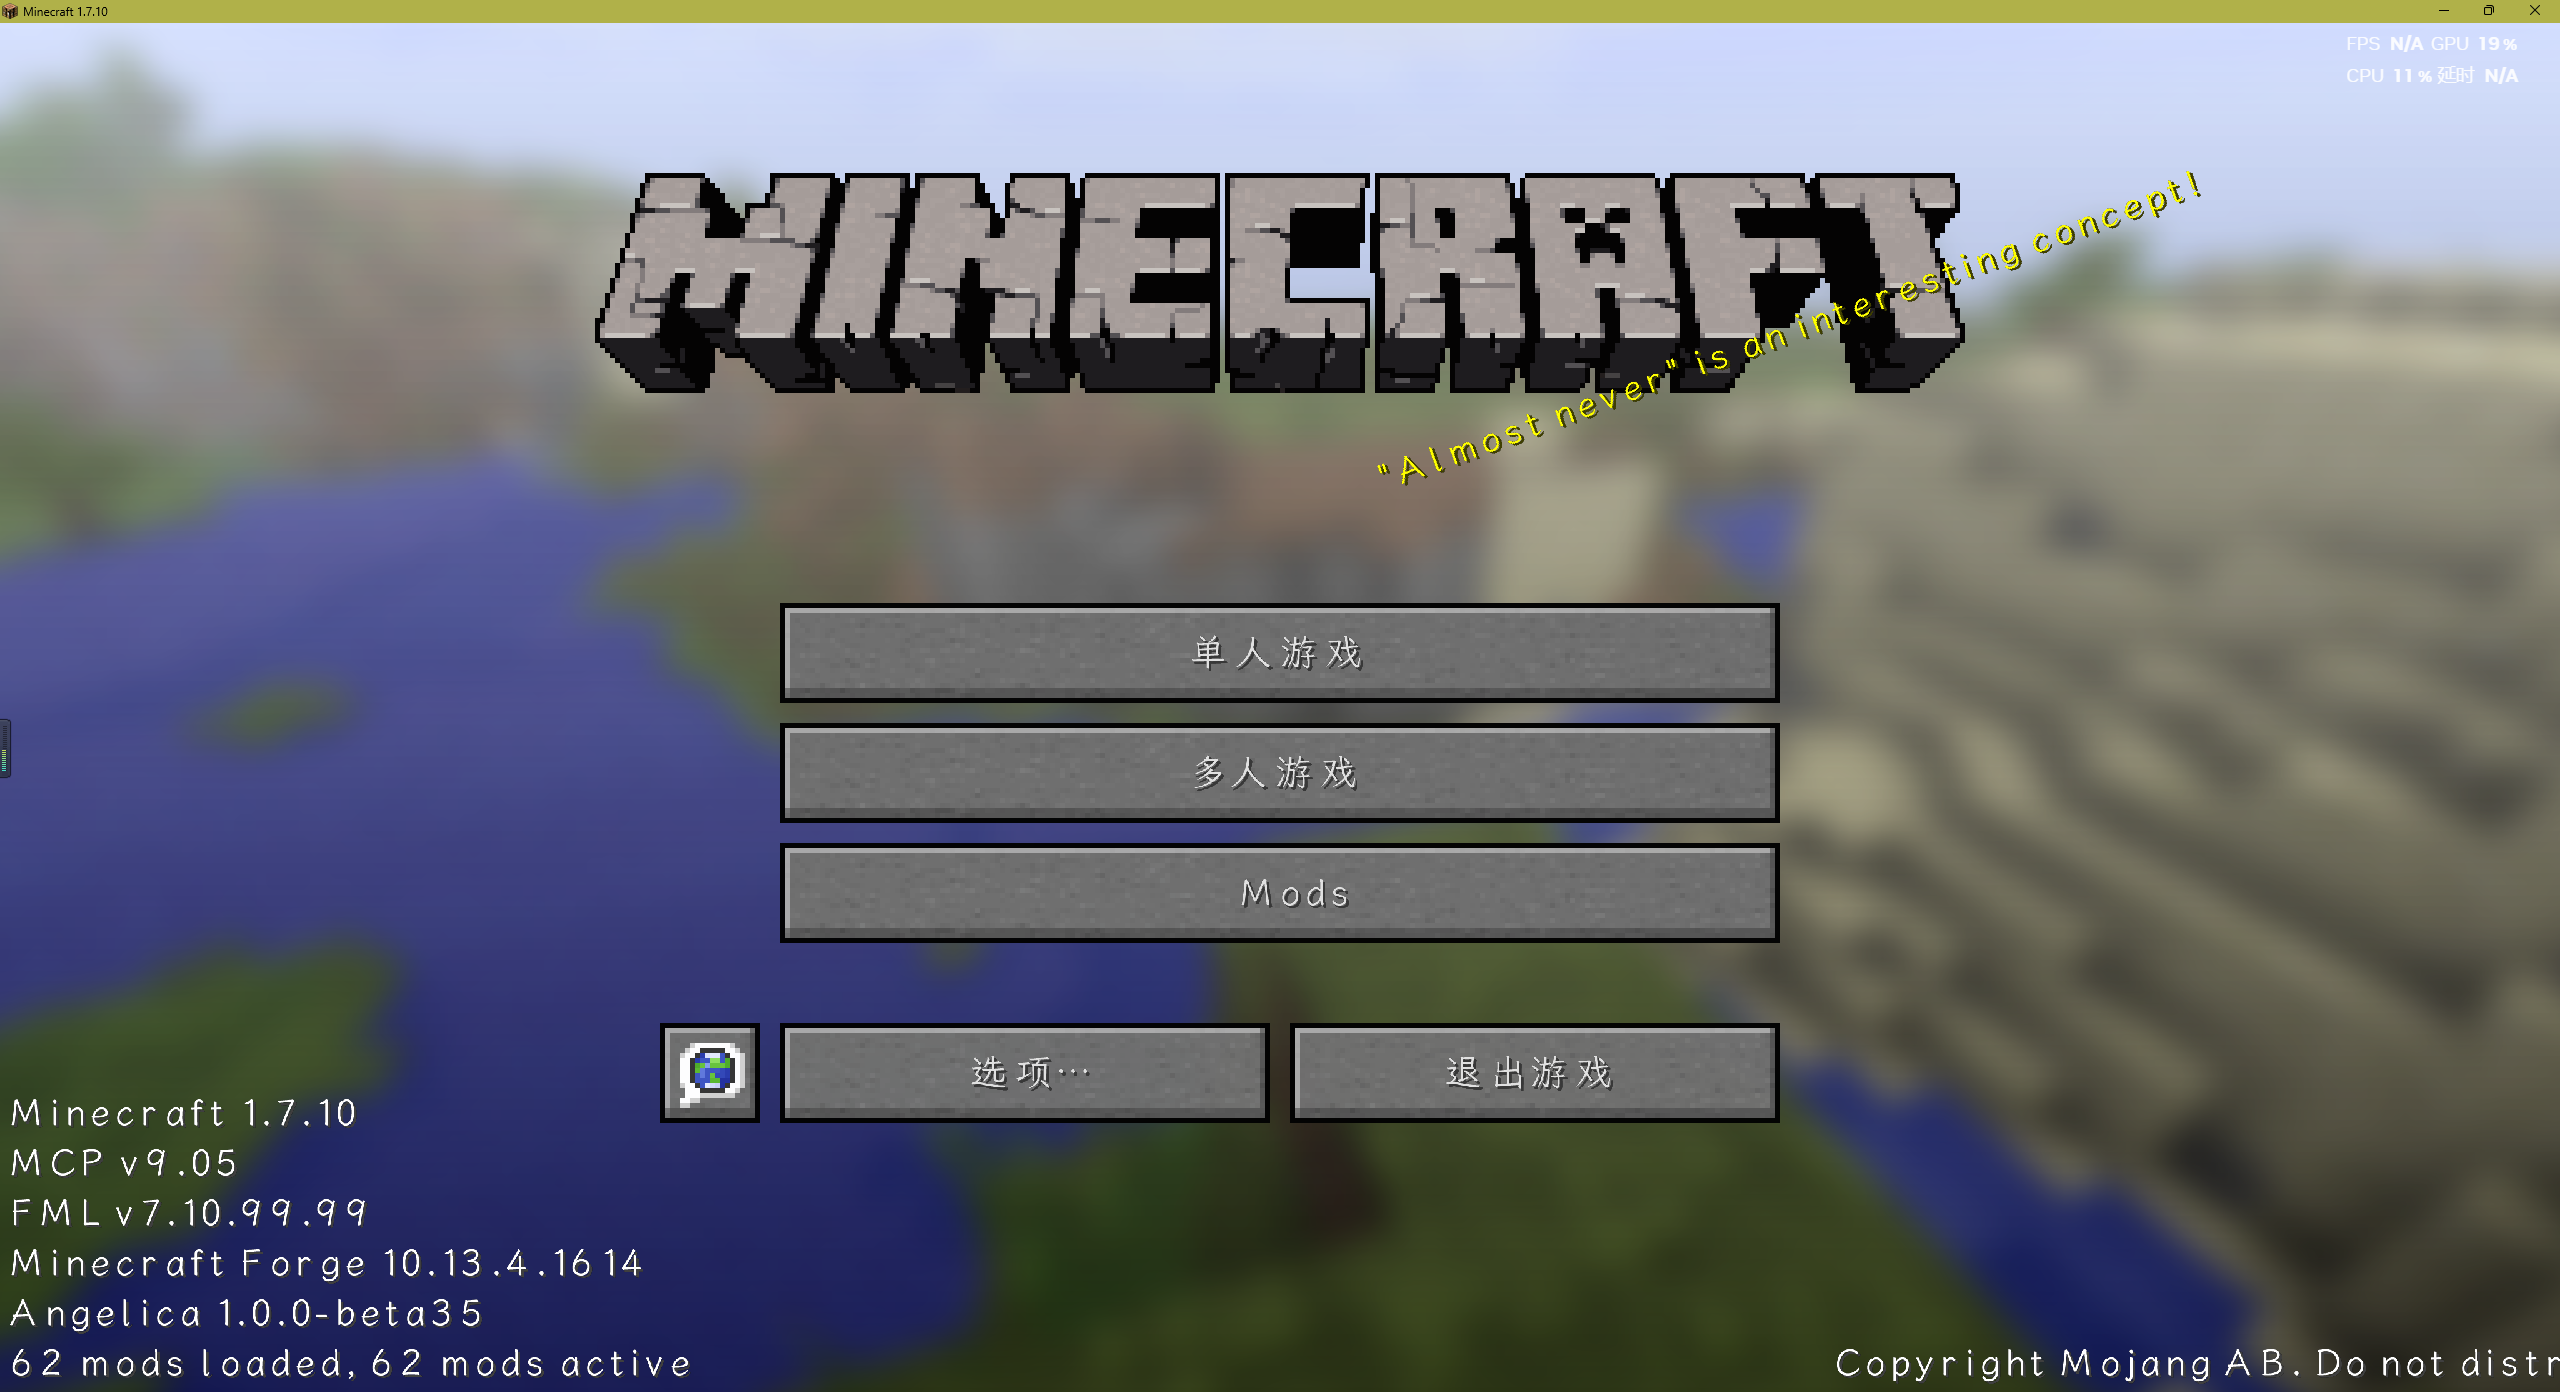 Minecraft 1.7.10
FPS N/A GPU 19%
CPU 11% 延时 N/A
MINECRAFT
"Almost never" is an interesting concept!
单人游戏
多人游戏
Mods
选项…
退出游戏
Minecraft 1.7.10
MCP v9.05
FML v7.10.99.99
Minecraft Forge 10.13.4.1614
Angelica 1.0.0-beta35
62 mods loaded, 62 mods active
Copyright Mojang AB. Do not distr